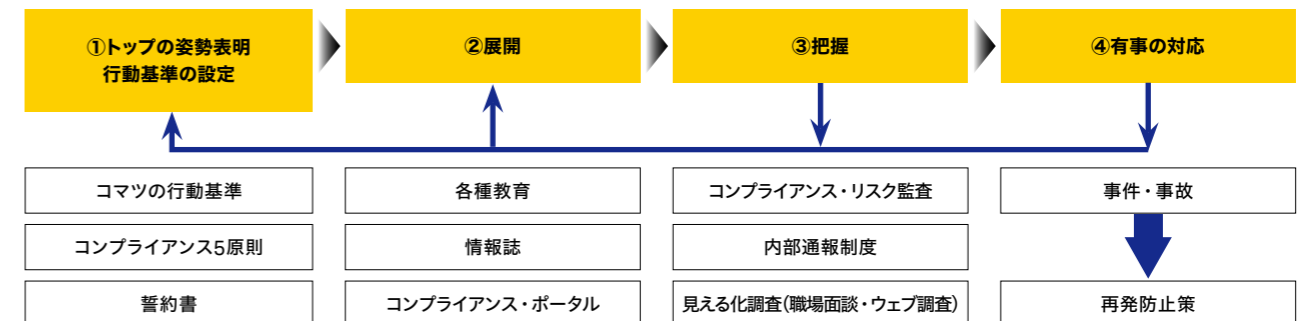 ①トップの姿勢表明
行動基準の設定
②展開
③把握
④有事の対応
コマツの行動基準
各種教育
コンプライアンス・リスク監査
事件・事故
コンプライアンス5原則
情報誌
内部通報制度
誓約書
コンプライアンス・ポータル
見える化調査(職場面談・ウェブ調査)
再発防止策